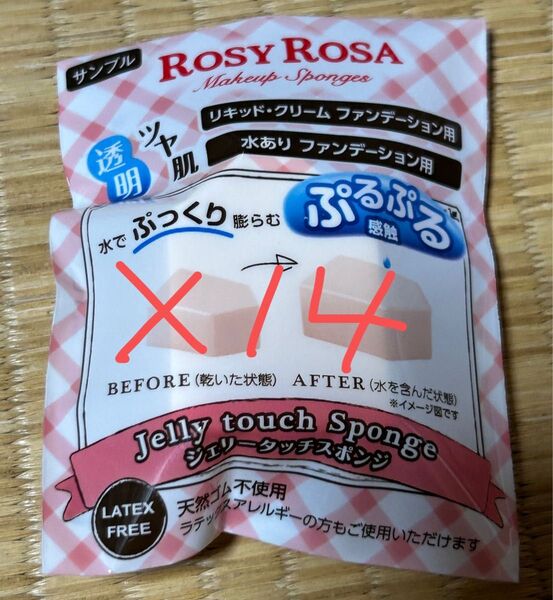 サンプル
ROSY ROSA
Makeup Sponges
リキッド・クリーム ファンデーション用
水あり ファンデーション用
透明
ツヤ肌
水でぷっくり膨らむ
ぷるぷる
感触
X14
BEFORE(乾いた状態)
AFTER(水を含んだ状態)
※イメージ図です
Jelly touch Sponge
ジェリータッチスポンジ
LATEX
FREE
天然ゴム不使用
ラテックスアレルギーの方もご使用いただけます